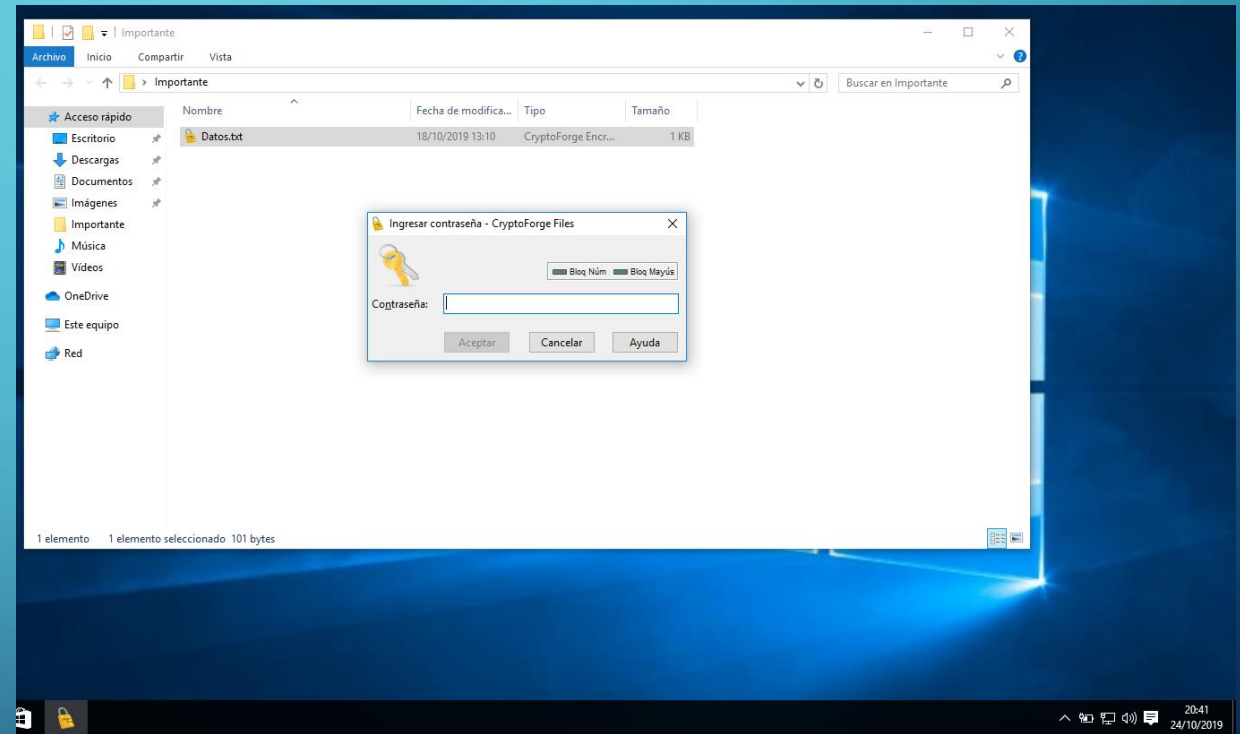 Importante
Archivo Inicio Compartir Vista
Importante
Buscar en Importante
Nombre Fecha de modifica... Tipo Tamaño
Acceso rápido
Datos.txt 18/10/2019 13:10 CryptoForge Encr... 1 KB
Escritorio
Descargas
Documentos
Imágenes
Importante
Música
Vídeos
OneDrive
Este equipo
Red
Ingresar contraseña - CryptoForge Files
Bloq Núm Bloq Mayús
Contraseña:
Aceptar Cancelar Ayuda
1 elemento 1 elemento seleccionado 101 bytes
20:41
24/10/2019